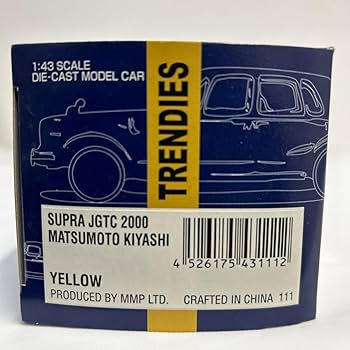 1:43 SCALE
DIE-CAST MODEL CAR
TRENDIES
SUPRA JGTC 2000
MATSUMOTO KIYASHI
4 526175 431112
YELLOW
PRODUCED BY MMP LTD. CRAFTED IN CHINA 111